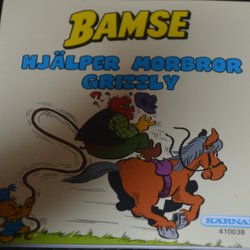 BAMSE
HJÄLPER MORBROR
GRIZZLY
KÄRNAN
410038